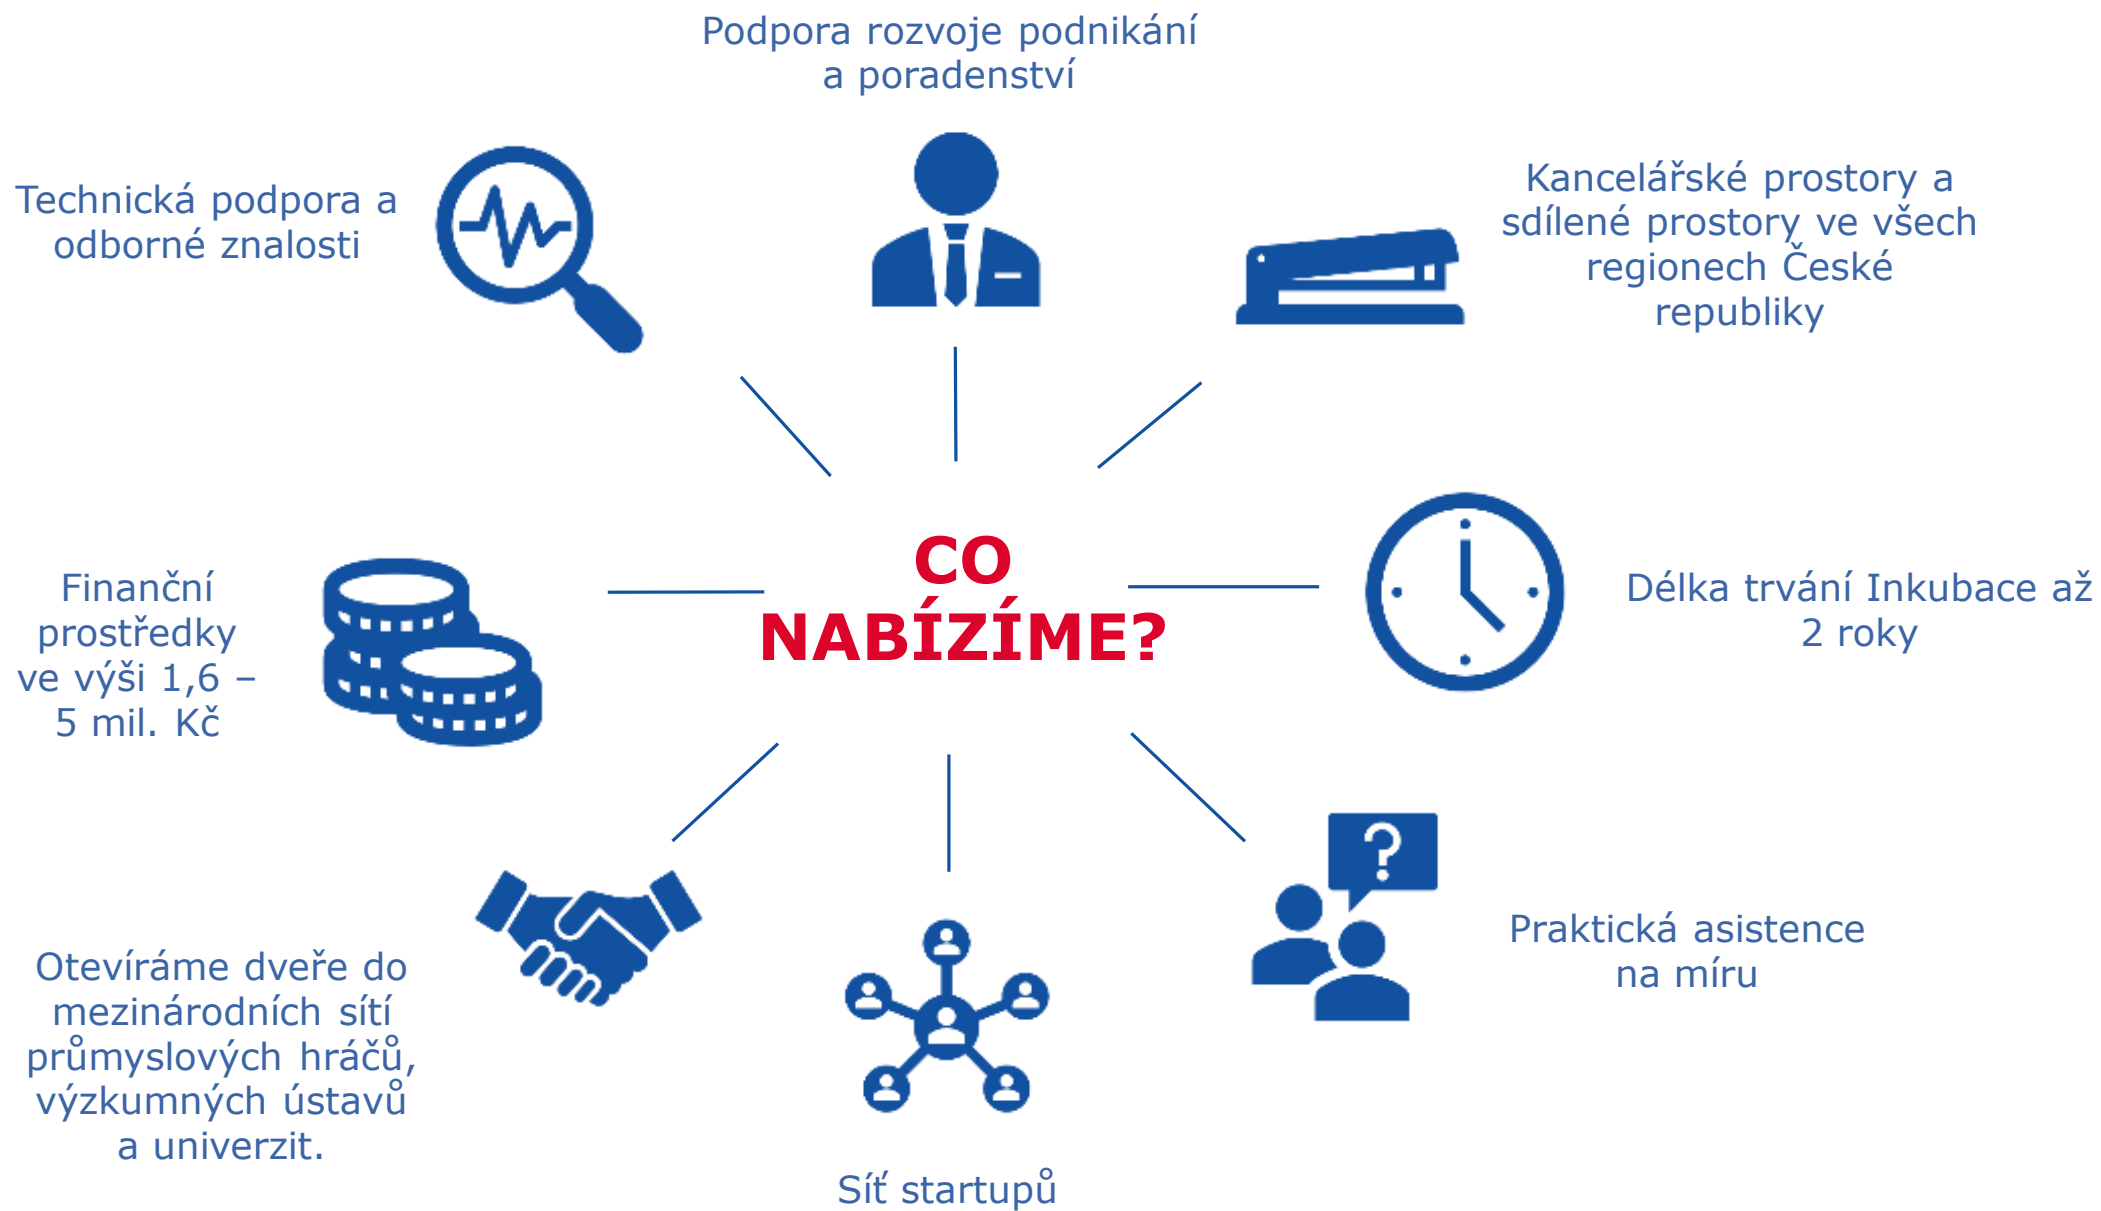 Podpora rozvoje podnikání
a poradenství
Technická podpora a
odborné znalosti
Kancelářské prostory a
sdílené prostory ve všech
regionech České
republiky
CO
NABÍZÍME?
Finanční
prostředky
ve výši 1,6 –
5 mil. Kč
Délka trvání Inkubace až
2 roky
Otevíráme dveře do
mezinárodních sítí
průmyslových hráčů,
výzkumných ústavů
a univerzit.
?
Praktická asistence
na míru
Síť startupů